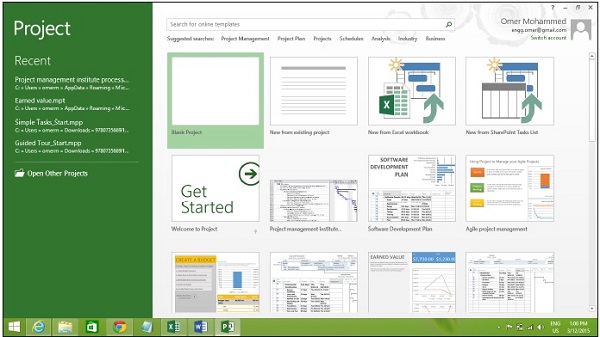 Project
Recent
Project management institute process...
C: » Users » omerm » AppData » Roaming » Mic...
Earned value.mpt
C: » Users » omerm » AppData » Roaming » Mic...
Simple Tasks_Start.mpp
C: » Users » omerm » Downloads »
Guided Tour_Start.mpp
C: » Users » omerm » Downloads »
Open Other Projects
? – ×
Omer Mohammed
engg.omer@gmail.com
Switch account
Search for online templates
Suggested searches: Project Management Project Plan Projects Schedules Analysis Industry Business
Blank Project
New from existing project
New from Excel workbook
New from SharePoint Tasks List
Get
Started
SOFTWARE
DEVELOPMENT
PLAN
Using Project to Manage your Agile Projects
Welcome to Project
Project management institute...
Software Development Plan
Agile project management
CREATE A BUDGET
EARNED VALUE
ENG
US
1:00 PM
3/12/2015